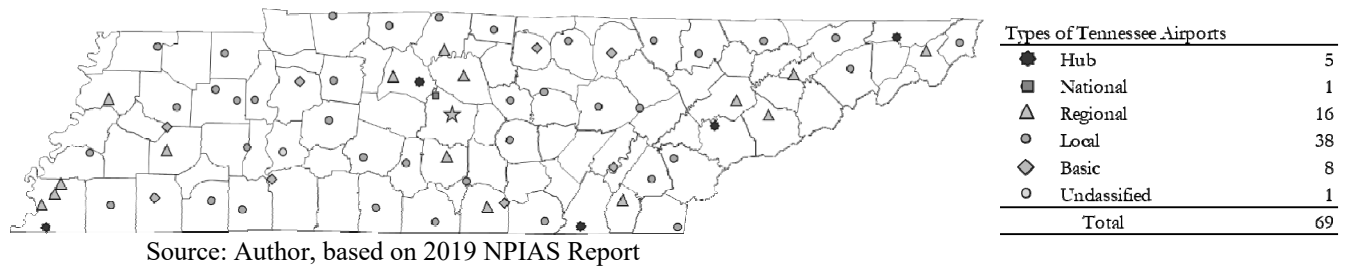 Types of Tennessee Airports
Hub 5
National 1
Regional 16
Local 38
Basic 8
Unclassified 1
Total 69
Source: Author, based on 2019 NPIAS Report